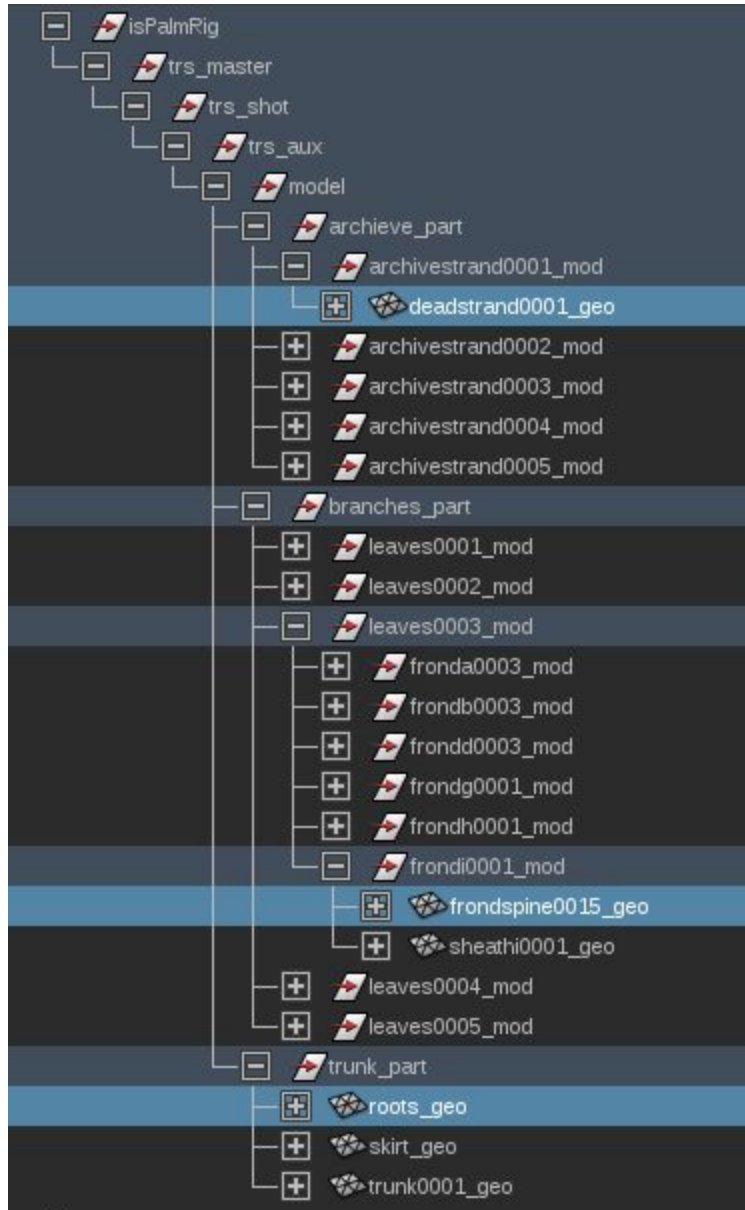 isPalmRig
trs_master
trs_shot
trs_aux
model
archieve_part
archivestrand0001_mod
deadstrand0001_geo
archivestrand0002_mod
archivestrand0003_mod
archivestrand0004_mod
archivestrand0005_mod
branches_part
leaves0001_mod
leaves0002_mod
leaves0003_mod
fronda0003_mod
frondb0003_mod
frondd0003_mod
frondg0001_mod
frondh0001_mod
frondi0001_mod
frondspine0015_geo
sheathi0001_geo
leaves0004_mod
leaves0005_mod
trunk_part
roots_geo
skirt_geo
trunk0001_geo